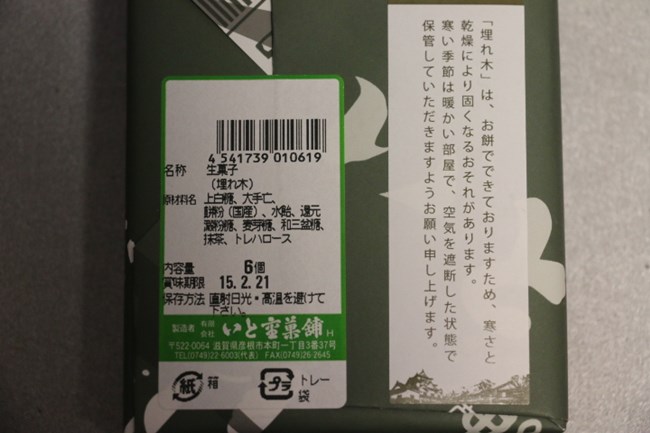 4 541739 010619
名称 生菓子
(埋れ木)
原材料名 上白糖、大手亡、
餅粉(国産)、水飴、還元
澱粉糖、麦芽糖、和三盆糖、
抹茶、トレハロース
内容量 6個
賞味期限 15.2.21
保存方法 直射日光・高温を避けて
下さい。
製造者 有限会社 いと重菓舗 H
〒522-0064 滋賀県彦根市本町一丁目3番37号
TEL(0749)22-6003(代表) FAX(0749)26-2645
紙 箱 プラ トレー
袋
「埋れ木」は、お餅でできておりますため、寒さと
乾燥により固くなるおそれがあります。
寒い季節は暖かい部屋で、空気を遮断した状態で
保管していただきますようお願い申し上げます。